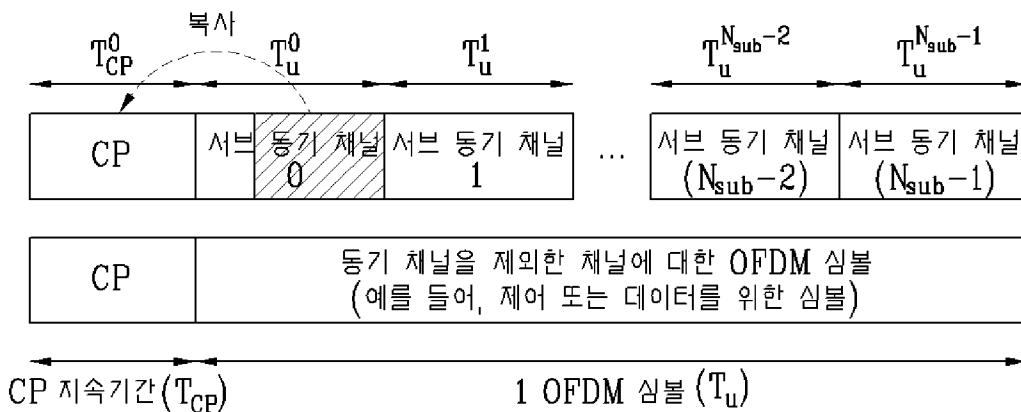 복사
T_CP^0 T_u^0 T_u^1 T_u^{N_sub-2} T_u^{N_sub-1}
CP 서브 동기 채널 0 서브 동기 채널 1 ... 서브 동기 채널 (N_sub-2) 서브 동기 채널 (N_sub-1)
CP 동기 채널을 제외한 채널에 대한 OFDM 심볼
(예를 들어, 제어 또는 데이터를 위한 심볼)
CP 지속기간(T_CP) 1 OFDM 심볼(T_u)